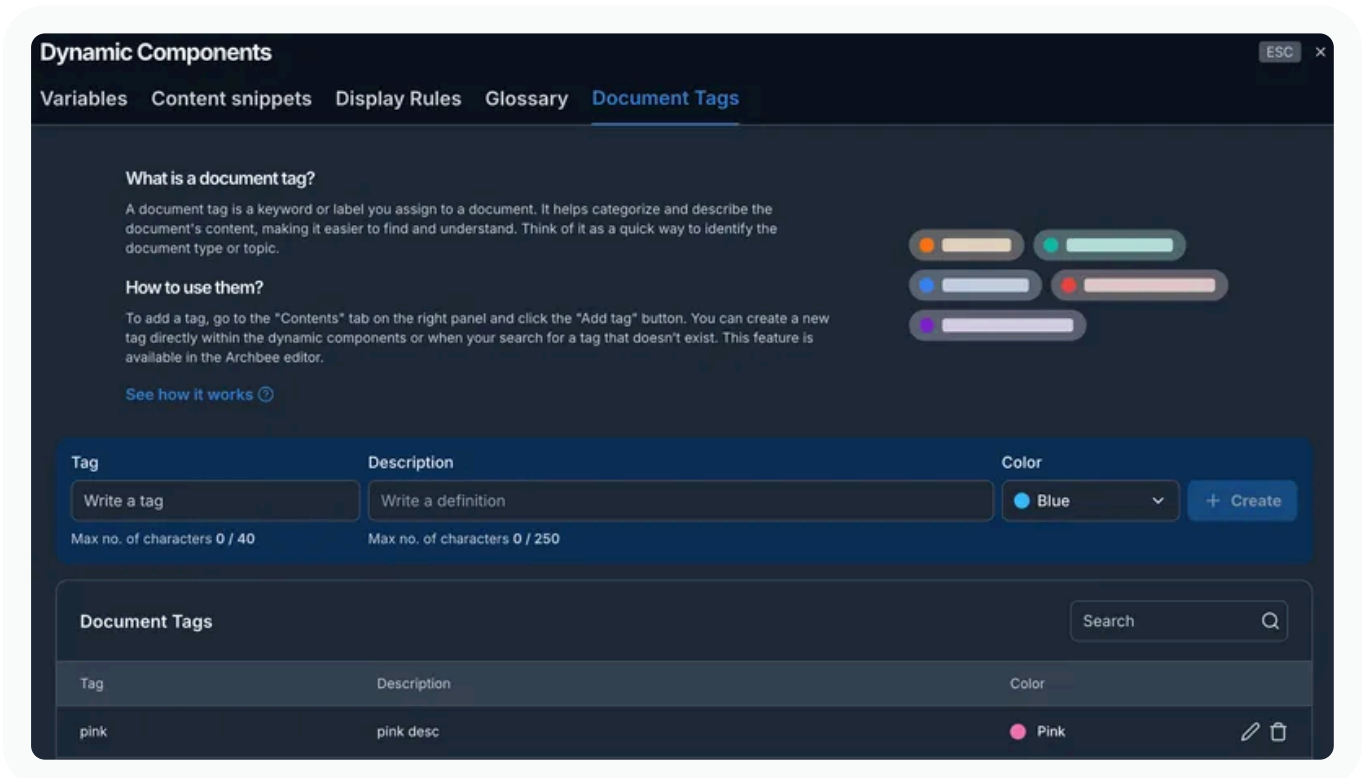 Dynamic Components
ESC ×
Variables Content snippets Display Rules Glossary Document Tags
What is a document tag?
A document tag is a keyword or label you assign to a document. It helps categorize and describe the
document's content, making it easier to find and understand. Think of it as a quick way to identify the
document type or topic.
How to use them?
To add a tag, go to the "Contents" tab on the right panel and click the "Add tag" button. You can create a new
tag directly within the dynamic components or when your search for a tag that doesn't exist. This feature is
available in the Archbee editor.
See how it works
Tag Description Color
Write a tag Write a definition Blue + Create
Max no. of characters 0 / 40 Max no. of characters 0 / 250
Document Tags Search
Tag Description Color
pink pink desc Pink